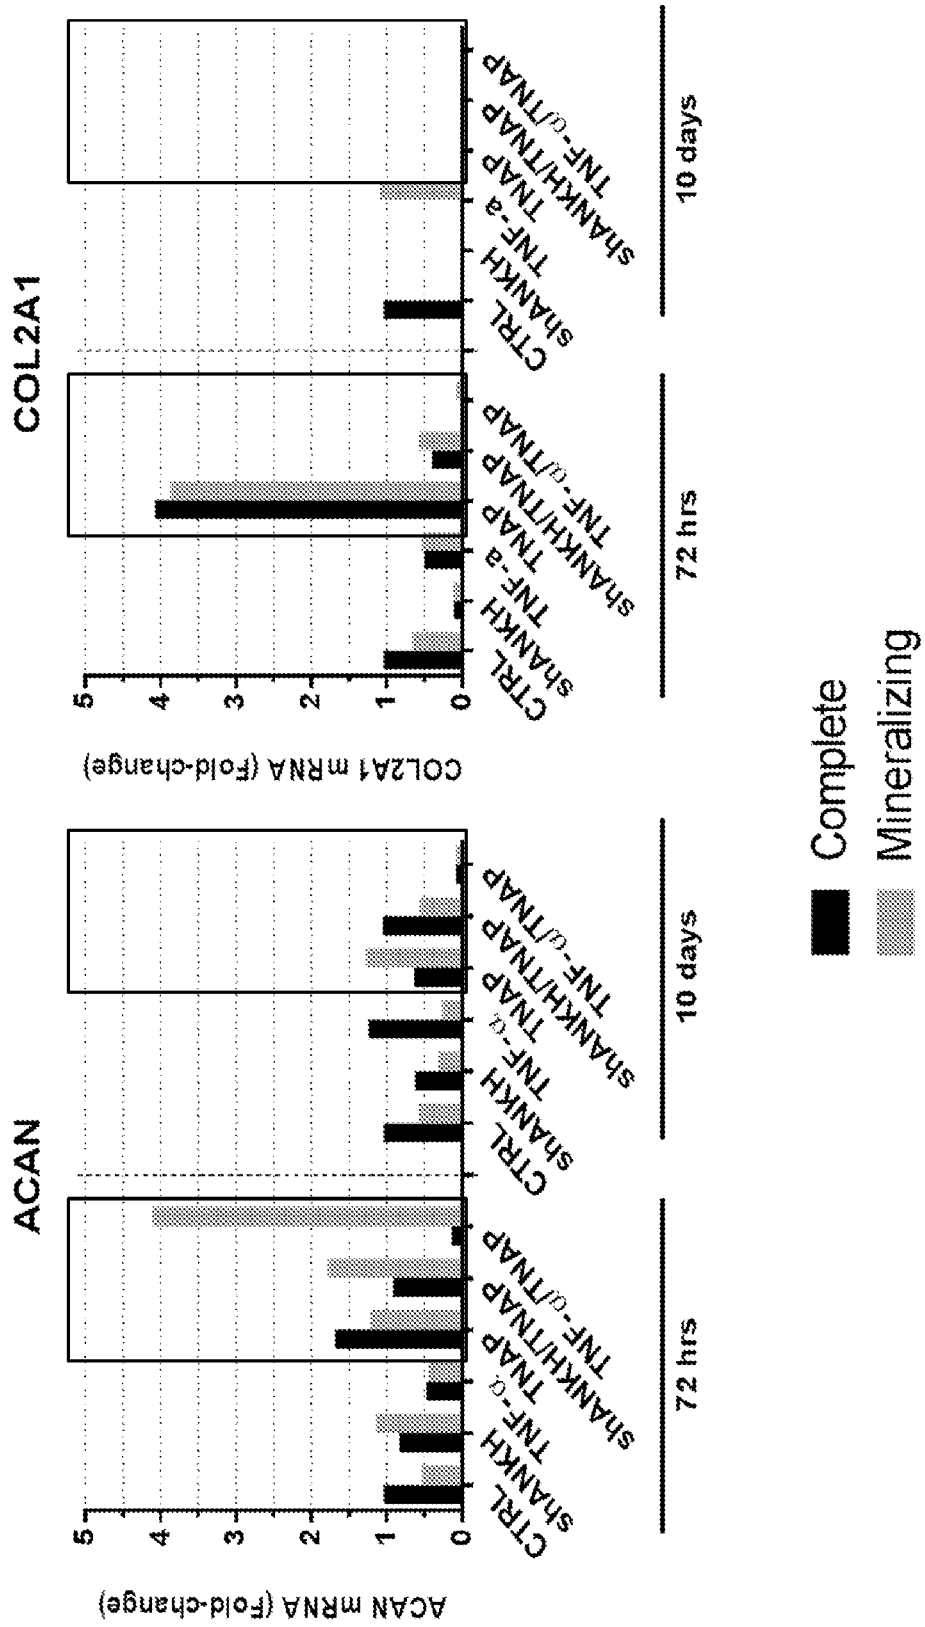 ACAN
ACAN mRNA (Fold-change)
5
4
3
2
1
0
CTRL
shANKH
TNF-α
TNAP
shANKH/TNAP
TNF-α/TNAP
CTRL
shANKH
TNF-α
TNAP
shANKH/TNAP
TNF-α/TNAP
72 hrs
10 days
COL2A1
COL2A1 mRNA (Fold-change)
5
4
3
2
1
0
CTRL
shANKH
TNF-a
TNAP
shANKH/TNAP
TNF-α/TNAP
CTRL
shANKH
TNF-a
TNAP
shANKH/TNAP
TNF-α/TNAP
72 hrs
10 days
Complete
Mineralizing